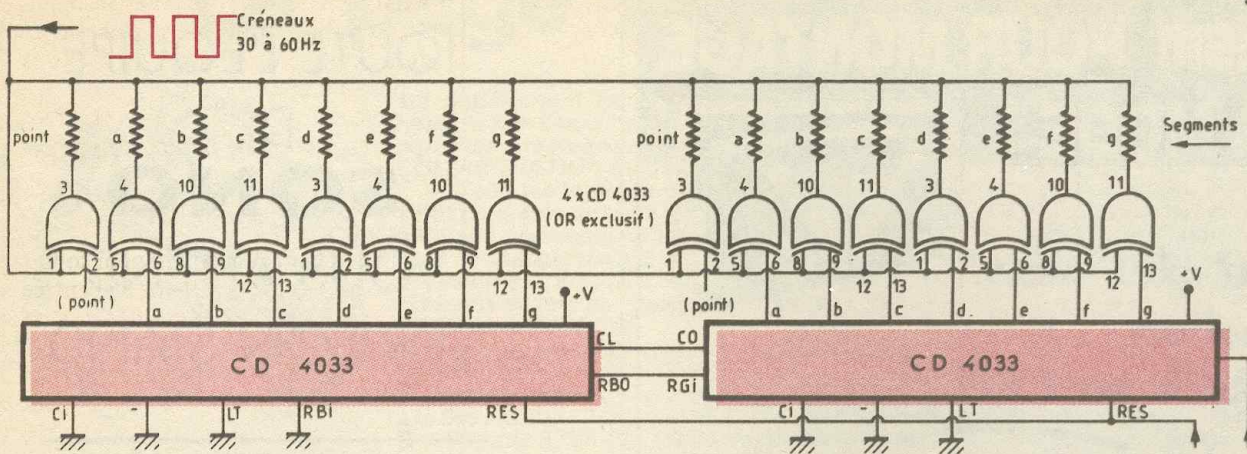 Créneaux
30 à 60Hz
point a b c d e f g
point a b c d e f g
Segments
3 4 10 11 3 4 10 11
4 x CD 4033
(OR exclusif)
3 4 10 11 3 4 10 11
1 2 5 6 8 9 12 13 1 2 5 6 8 9 12 13
1 2 5 6 8 9 12 13 1 2 5 6 8 9 12 13
(point) a b c d e f g +V
(point) a b c d. e f g +V
CD 4033
CL CO
RBO RGi
CD 4033
Ci - LT RBi RES
Ci - LT RES